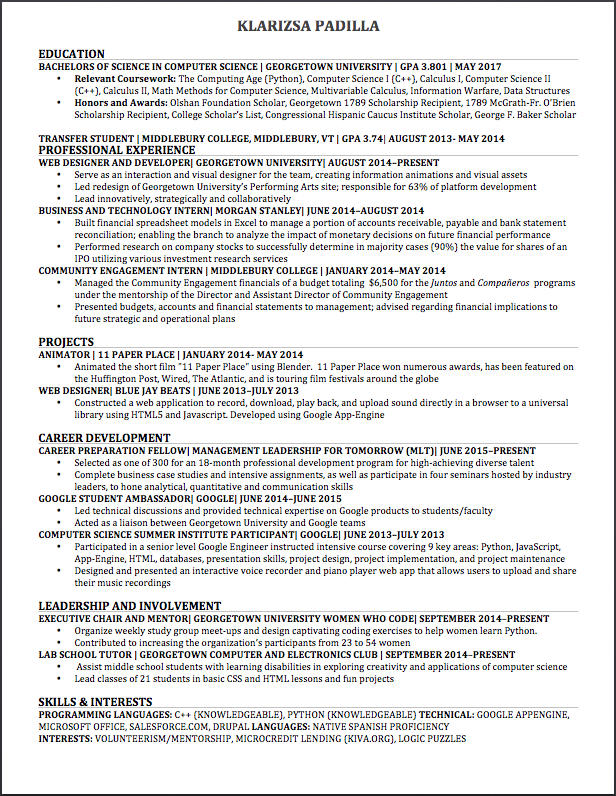 KLARIZSA PADILLA
EDUCATION
BACHELORS OF SCIENCE IN COMPUTER SCIENCE | GEORGETOWN UNIVERSITY | GPA 3.801 | MAY 2017
• Relevant Coursework: The Computing Age {Python}, Computer Science I {C++}, Calculus I, Computer Science II
{C++}, Calculus II, Math Methods for Computer Science, Multivariable Calculus, Information Warfare, Data Structures
• Honors and Awards: Olshan Foundation Scholar, Georgetown 1789 Scholarship Recipient, 1789 McGrath-Fr. O'Brien
Scholarship Recipient, College Scholar's List, Congressional Hispanic Caucus Institute Scholar, George F. Baker Scholar
TRANSFER STUDENT | MIDDLEBURY COLLEGE, MIDDLEBURY, VT | GPA 3.74| AUGUST 2013- MAY 2014
PROFESSIONAL EXPERIENCE
WEB DESIGNER AND DEVELOPER| GEORGETOWN UNIVERSITY| AUGUST 2014–PRESENT
• Serve as an interaction and visual designer for the team, creating information animations and visual assets
• Led redesign of Georgetown University's Performing Arts site; responsible for 63% of platform development
• Lead innovatively, strategically and collaboratively
BUSINESS AND TECHNOLOGY INTERN| MORGAN STANLEY| JUNE 2014–AUGUST 2014
• Built financial spreadsheet models in Excel to manage a portion of accounts receivable, payable and bank statement
reconciliation; enabling the branch to analyze the impact of monetary decisions on future financial performance
• Performed research on company stocks to successfully determine in majority cases (90%) the value for shares of an
IPO utilizing various investment research services
COMMUNITY ENGAGEMENT INTERN | MIDDLEBURY COLLEGE | JANUARY 2014–MAY 2014
• Managed the Community Engagement financials of a budget totaling $6,500 for the Juntos and Compañeros programs
under the mentorship of the Director and Assistant Director of Community Engagement
• Presented budgets, accounts and financial statements to management; advised regarding financial implications to
future strategic and operational plans
PROJECTS
ANIMATOR | 11 PAPER PLACE | JANUARY 2014- MAY 2014
• Animated the short film "11 Paper Place" using Blender. 11 Paper Place won numerous awards, has been featured on
the Huffington Post, Wired, The Atlantic, and is touring film festivals around the globe
WEB DESIGNER| BLUE JAY BEATS | JUNE 2013–JULY 2013
• Constructed a web application to record, download, play back, and upload sound directly in a browser to a universal
library using HTML5 and Javascript. Developed using Google App-Engine
CAREER DEVELOPMENT
CAREER PREPARATION FELLOW| MANAGEMENT LEADERSHIP FOR TOMORROW (MLT)| JUNE 2015–PRESENT
• Selected as one of 300 for an 18-month professional development program for high-achieving diverse talent
• Complete business case studies and intensive assignments, as well as participate in four seminars hosted by industry
leaders, to hone analytical, quantitative and communication skills
GOOGLE STUDENT AMBASSADOR| GOOGLE| JUNE 2014–JUNE 2015
• Led technical discussions and provided technical expertise on Google products to students/faculty
• Acted as a liaison between Georgetown University and Google teams
COMPUTER SCIENCE SUMMER INSTITUTE PARTICIPANT| GOOGLE| JUNE 2013–JULY 2013
• Participated in a senior level Google Engineer instructed intensive course covering 9 key areas: Python, JavaScript,
App-Engine, HTML, databases, presentation skills, project design, project implementation, and project maintenance
• Designed and presented an interactive voice recorder and piano player web app that allows users to upload and share
their music recordings
LEADERSHIP AND INVOLVEMENT
EXECUTIVE CHAIR AND MENTOR| GEORGETOWN UNIVERSITY WOMEN WHO CODE| SEPTEMBER 2014–PRESENT
• Organize weekly study group meet-ups and design captivating coding exercises to help women learn Python.
• Contributed to increasing the organization's participants from 23 to 54 women
LAB SCHOOL TUTOR | GEORGETOWN COMPUTER AND ELECTRONICS CLUB | SEPTEMBER 2014–PRESENT
• Assist middle school students with learning disabilities in exploring creativity and applications of computer science
• Lead classes of 21 students in basic CSS and HTML lessons and fun projects
SKILLS & INTERESTS
PROGRAMMING LANGUAGES: C++ {KNOWLEDGEABLE}, PYTHON {KNOWLEDGEABLE} TECHNICAL: GOOGLE APPENGINE,
MICROSOFT OFFICE, SALESFORCE.COM, DRUPAL LANGUAGES: NATIVE SPANISH PROFICIENCY
INTERESTS: VOLUNTEERISM/MENTORSHIP, MICROCREDIT LENDING {KIVA.ORG}, LOGIC PUZZLES